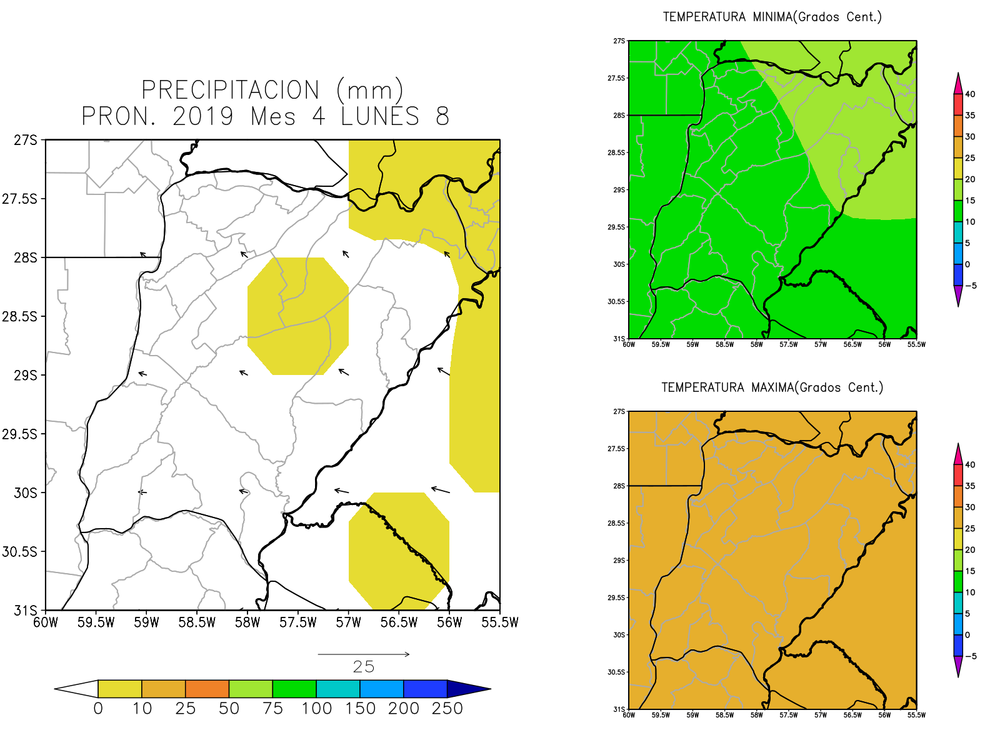 PRECIPITACION (mm)
PRON. 2019 Mes 4 LUNES 8
27S
27.5S
28S
28.5S
29S
29.5S
30S
30.5S
31S
60W 59.5W 59W 58.5W 58W 57.5W 57W 56.5W 56W 55.5W
25
0 10 25 50 75 100 150 200 250
TEMPERATURA MINIMA(Grados Cent.)
27S
27.5S
28S
28.5S
29S
29.5S
30S
30.5S
31S
60W 59.5W 59W 58.5W 58W 57.5W 57W 56.5W 56W 55.5W
40
35
30
25
20
15
10
5
0
-5
TEMPERATURA MAXIMA(Grados Cent.)
27S
27.5S
28S
28.5S
29S
29.5S
30S
30.5S
31S
60W 59.5W 59W 58.5W 58W 57.5W 57W 56.5W 56W 55.5W
40
35
30
25
20
15
10
5
0
-5